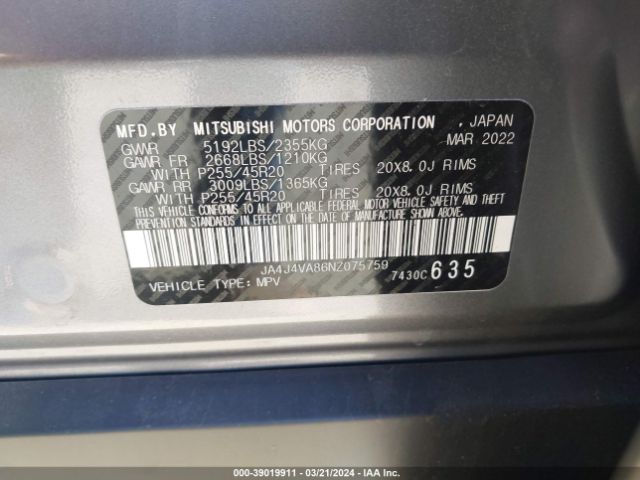 MFD.BY MITSUBISHI MOTORS CORPORATION , JAPAN
GVWR 5192LBS/2355KG MAR 2022
GAWR FR 2668LBS/1210KG
WITH P255/45R20 TIRES 20X8.0J RIMS
GAWR RR 3009LBS/1365KG
WITH P255/45R20 TIRES 20X8.0J RIMS
THIS VEHICLE CONFORMS TO ALL APPLICABLE FEDERAL MOTOR VEHICLE SAFETY AND THEFT
PREVENTION STANDARDS IN EFFECT ON THE DATE OF MANUFACTURE SHOWN ABOVE.
JA4J4VA86NZ075759
VEHICLE TYPE: MPV 7430C 635
000-39019911 - 03/21/2024 - IAAI.COM